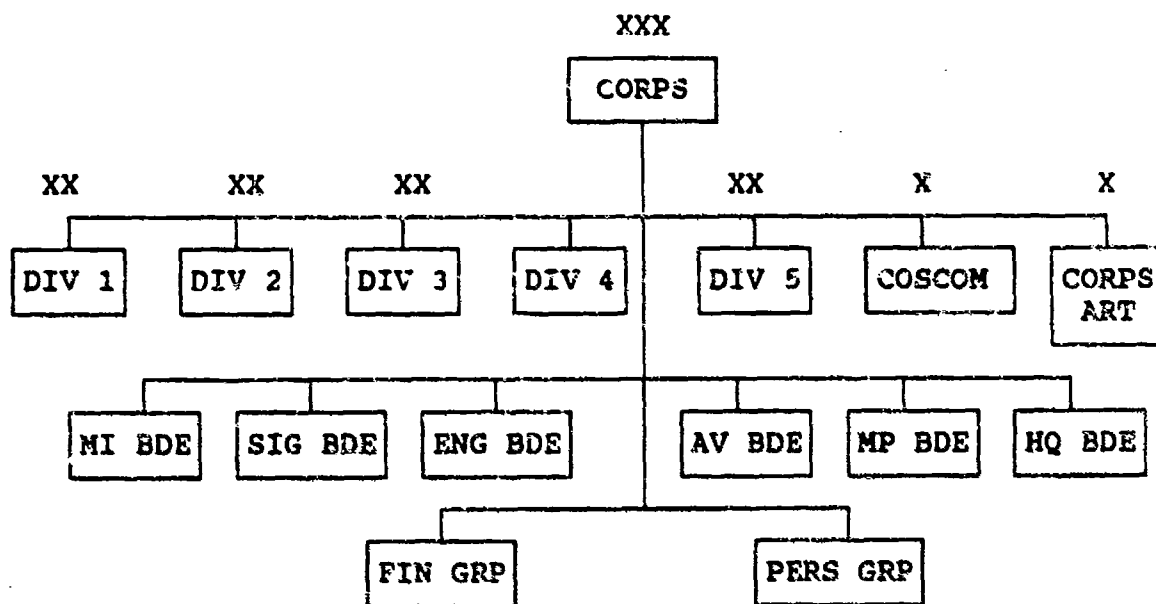 XXX
CORPS
XX XX XX XX X X
DIV 1 DIV 2 DIV 3 DIV 4 DIV 5 COSCOM CORPS
ART
MI BDE SIG BDE ENG BDE AV BDE MP BDE HQ BDE
FIN GRP PERS GRP